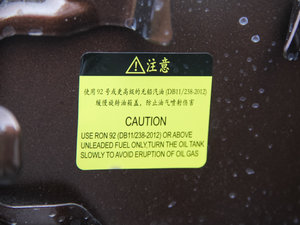 注意
使用92号或更高级的无铅汽油(DB11/238-2012)
缓慢旋转油箱盖，防止油气喷射伤害
CAUTION
USE RON 92 (DB11/238-2012) OR ABOVE
UNLEADED FUEL ONLY.TURN THE OIL TANK
SLOWLY TO AVOID ERUPTION OF OIL GAS